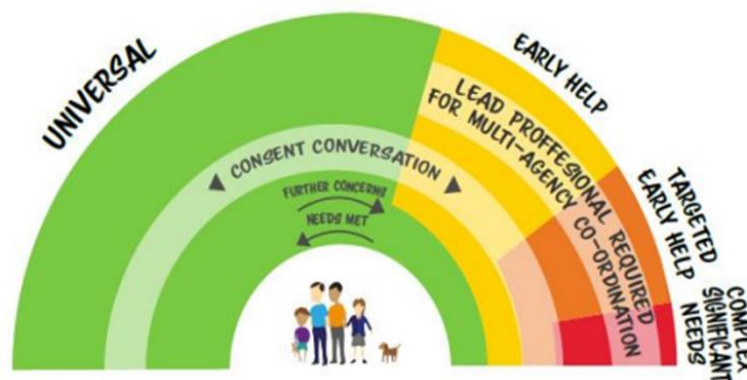 UNIVERSAL
EARLY HELP
TARGETED
EARLY HELP
COMPLEX
SIGNIFICANT
NEEDS
LEAD PROFFESIONAL REQUIRED
FOR MULTI-AGENCY CO-ORDINATION
CONSENT CONVERSATION
FURTHER CONCERNS
NEEDS MET